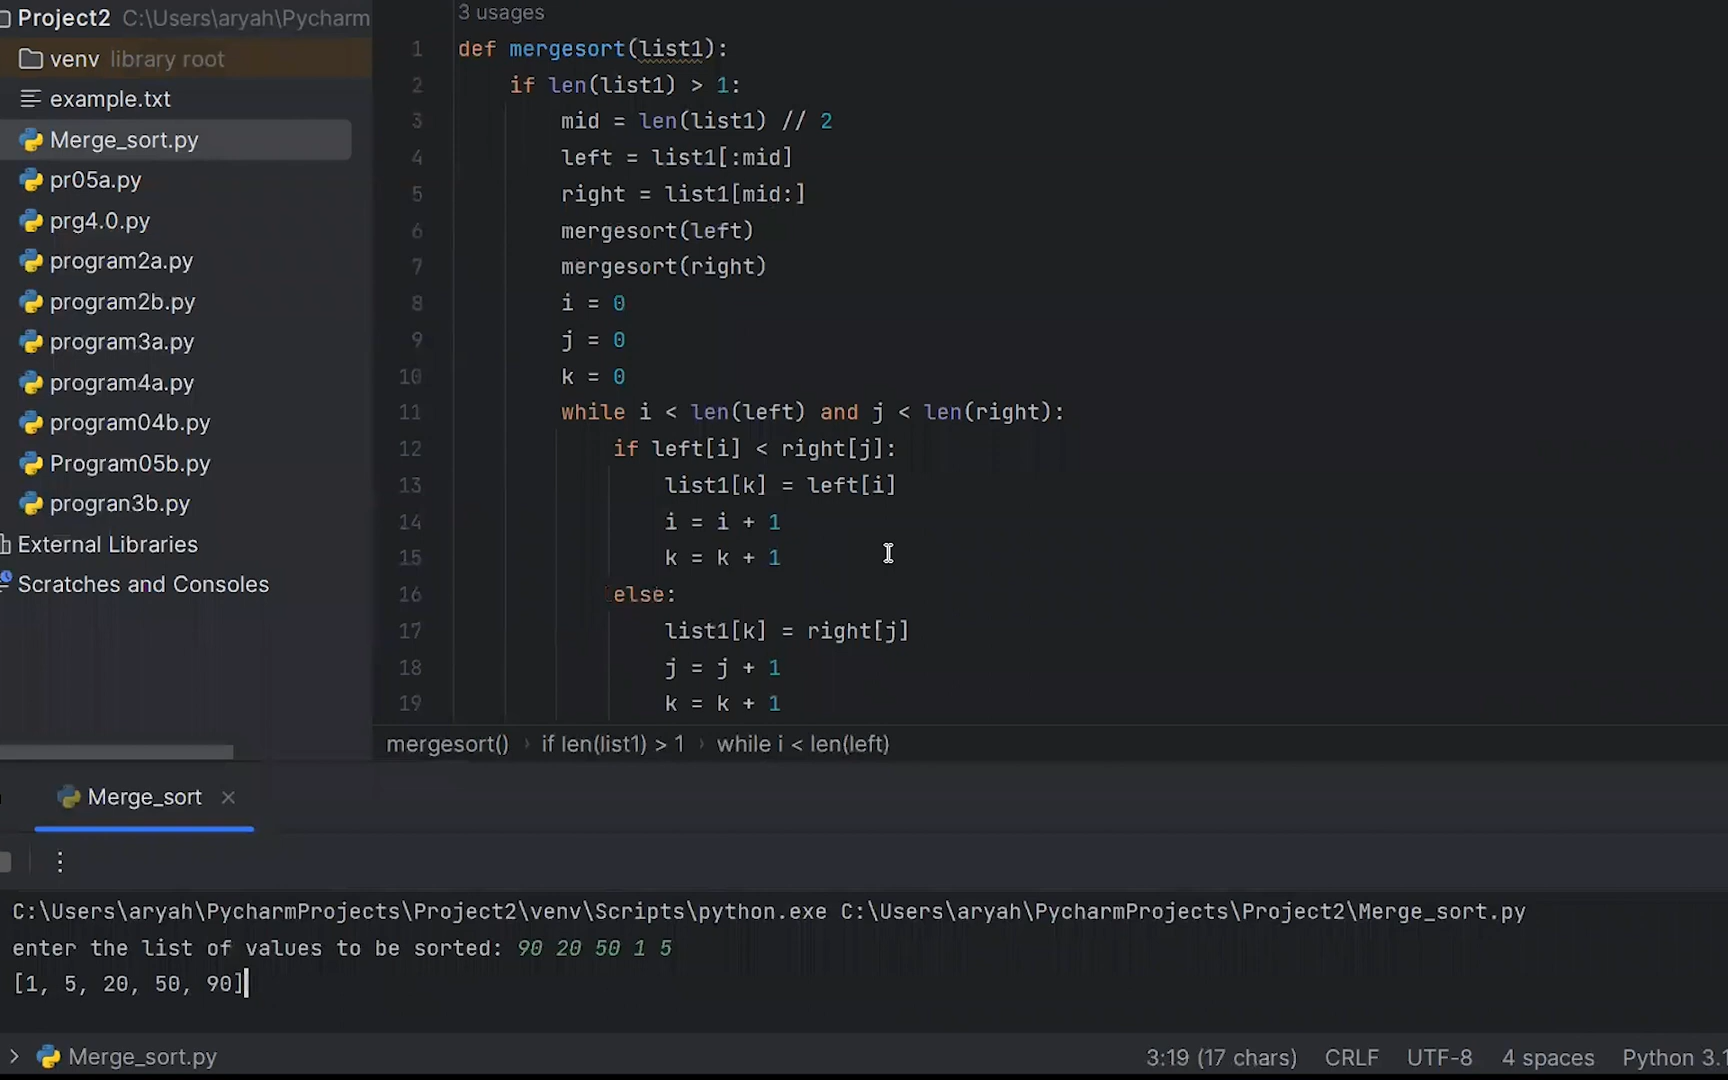 Project2 C:\Users\aryah\Pycharm
venv library root
example.txt
Merge_sort.py
pr05a.py
prg4.0.py
program2a.py
program2b.py
program3a.py
program4a.py
program04b.py
Program05b.py
progran3b.py
External Libraries
Scratches and Consoles
3 usages
1 def mergesort(list1):
2 if len(list1) > 1:
3 mid = len(list1) // 2
4 left = list1[:mid]
5 right = list1[mid:]
6 mergesort(left)
7 mergesort(right)
8 i = 0
9 j = 0
10 k = 0
11 while i < len(left) and j < len(right):
12 if left[i] < right[j]:
13 list1[k] = left[i]
14 i = i + 1
15 k = k + 1
16 else:
17 list1[k] = right[j]
18 j = j + 1
19 k = k + 1
mergesort() › if len(list1) > 1 › while i < len(left)
Merge_sort
C:\Users\aryah\PycharmProjects\Project2\venv\Scripts\python.exe C:\Users\aryah\PycharmProjects\Project2\Merge_sort.py
enter the list of values to be sorted: 90 20 50 1 5
[1, 5, 20, 50, 90]
Merge_sort.py 3:19 (17 chars) CRLF UTF-8 4 spaces Python 3.1